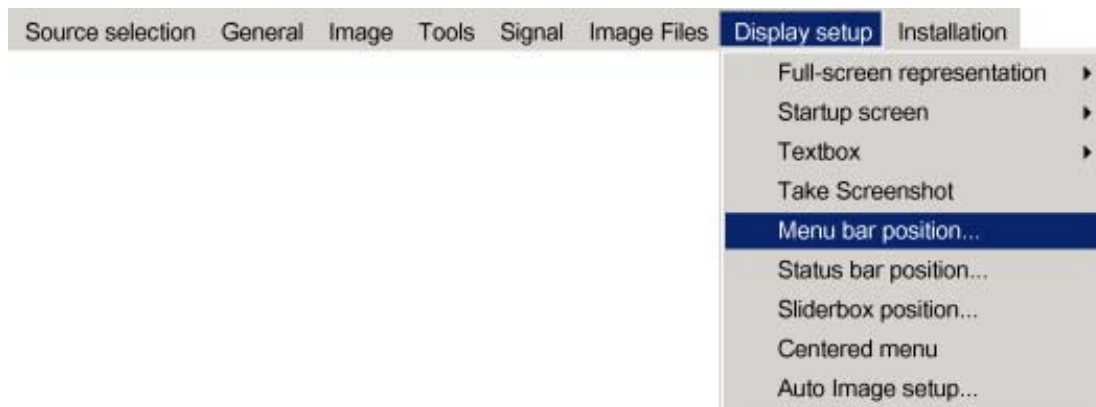 Source selection General Image Tools Signal Image Files Display setup Installation
Full-screen representation
Startup screen
Textbox
Take Screenshot
Menu bar position...
Status bar position...
Sliderbox position...
Centered menu
Auto Image setup...